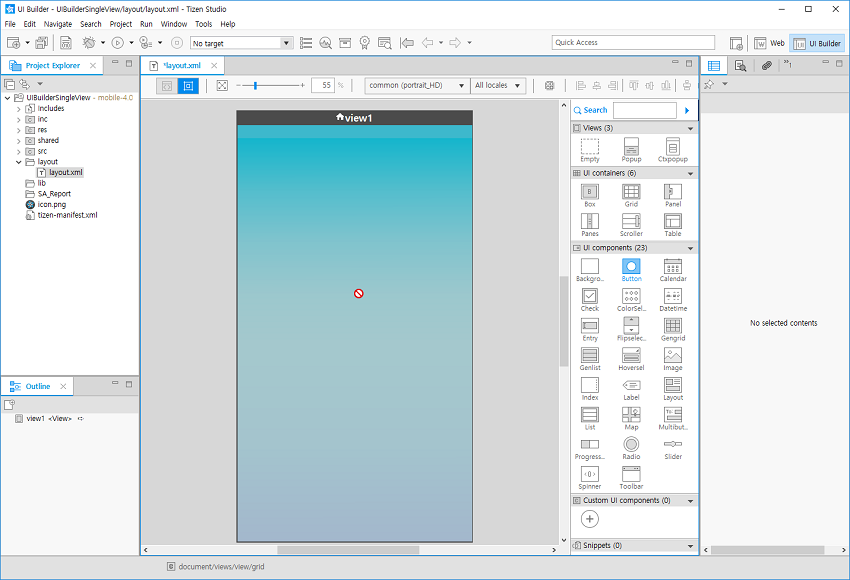 UI Builder - UIBuilderSingleView/layout/layout.xml - Tizen Studio
File Edit Navigate Search Project Run Window Tools Help
No target
Quick Access
Web
UI Builder
Project Explorer
*layout.xml
»1
UIBuilderSingleView - mobile-4.0
Includes
inc
res
shared
src
layout
layout.xml
lib
SA_Report
icon.png
tizen-manifest.xml
Outline
view1 <View>
55 %
common (portrait_HD)
All locales
view1
Search
Views (3)
Empty Popup Ctxpopup
UI containers (6)
Box Grid Panel
Panes Scroller Table
UI components (23)
Backgro... Button Calendar
Check ColorSel... Datetime
Entry Flipselec... Gengrid
Genlist Hoversel Image
Index Label Layout
List Map Multibut...
Progress... Radio Slider
Spinner Toolbar
Custom UI components (0)
Snippets (0)
No selected contents
document/views/view/grid